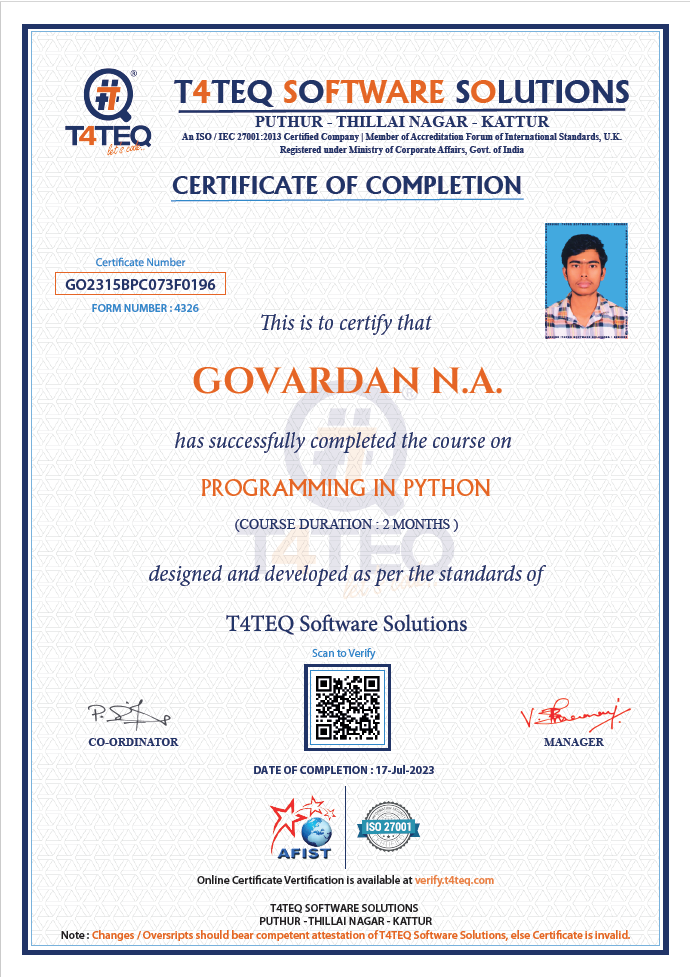 T4TEQ
let's code..
T4TEQ SOFTWARE SOLUTIONS
PUTHUR - THILLAI NAGAR - KATTUR
An ISO / IEC 27001:2013 Certified Company | Member of Accreditation Forum of International Standards, U.K.
Registered under Ministry of Corporate Affairs, Govt. of India
CERTIFICATE OF COMPLETION
Certificate Number
GO2315BPC073F0196
FORM NUMBER : 4326
This is to certify that
GOVARDAN N.A.
has successfully completed the course on
PROGRAMMING IN PYTHON
(COURSE DURATION : 2 MONTHS )
T4TEQ
designed and developed as per the standards of
T4TEQ Software Solutions
Scan to Verify
CO-ORDINATOR
MANAGER
DATE OF COMPLETION : 17-Jul-2023
AFIST
ISO 27001
Online Certificate Vertification is available at verify.t4teq.com
T4TEQ SOFTWARE SOLUTIONS
PUTHUR - THILLAI NAGAR - KATTUR
Note : Changes / Oversripts should bear competent attestation of T4TEQ Software Solutions, else Certificate is invalid.